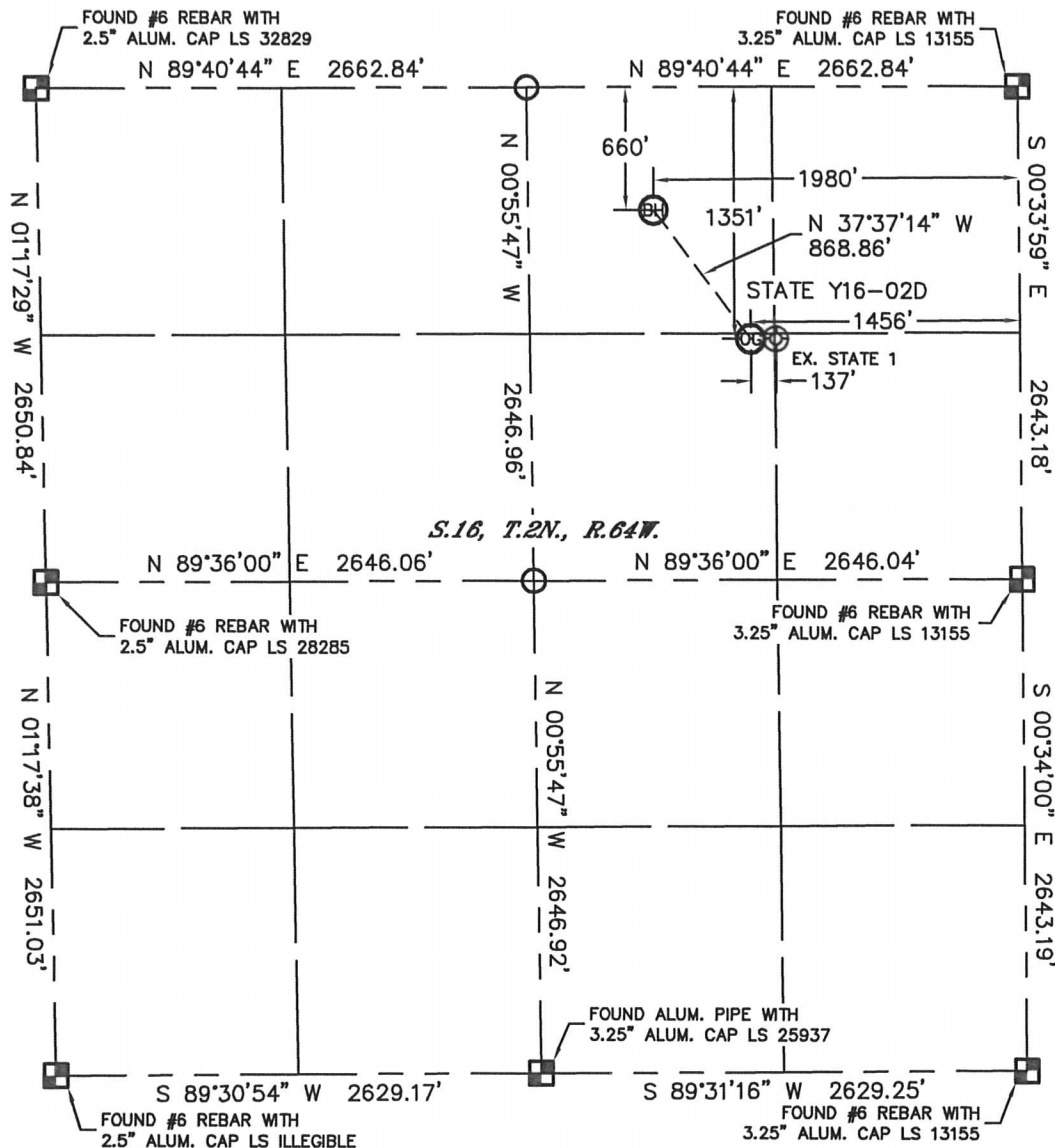 FOUND #6 REBAR WITH
2.5" ALUM. CAP LS 32829
FOUND #6 REBAR WITH
3.25" ALUM. CAP LS 13155
N 89°40'44" E 2662.84'
N 89°40'44" E 2662.84'
N 01°17'29" W 2650.84'
N 00°55'47" W 2646.96'
S 00°33'59" E 2643.18'
660'
1980'
BH
1351'
N 37°37'14" W
868.86'
STATE Y16-02D
1456'
OG
EX. STATE 1
137'
S.16, T.2N., R.64W.
N 89°36'00" E 2646.06'
N 89°36'00" E 2646.04'
FOUND #6 REBAR WITH
2.5" ALUM. CAP LS 28285
FOUND #6 REBAR WITH
3.25" ALUM. CAP LS 13155
N 01°17'38" W 2651.03'
N 00°55'47" W 2646.92'
S 00°34'00" E 2643.19'
FOUND ALUM. PIPE WITH
3.25" ALUM. CAP LS 25937
S 89°30'54" W 2629.17'
S 89°31'16" W 2629.25'
FOUND #6 REBAR WITH
2.5" ALUM. CAP LS ILLEGIBLE
FOUND #6 REBAR WITH
3.25" ALUM. CAP LS 13155